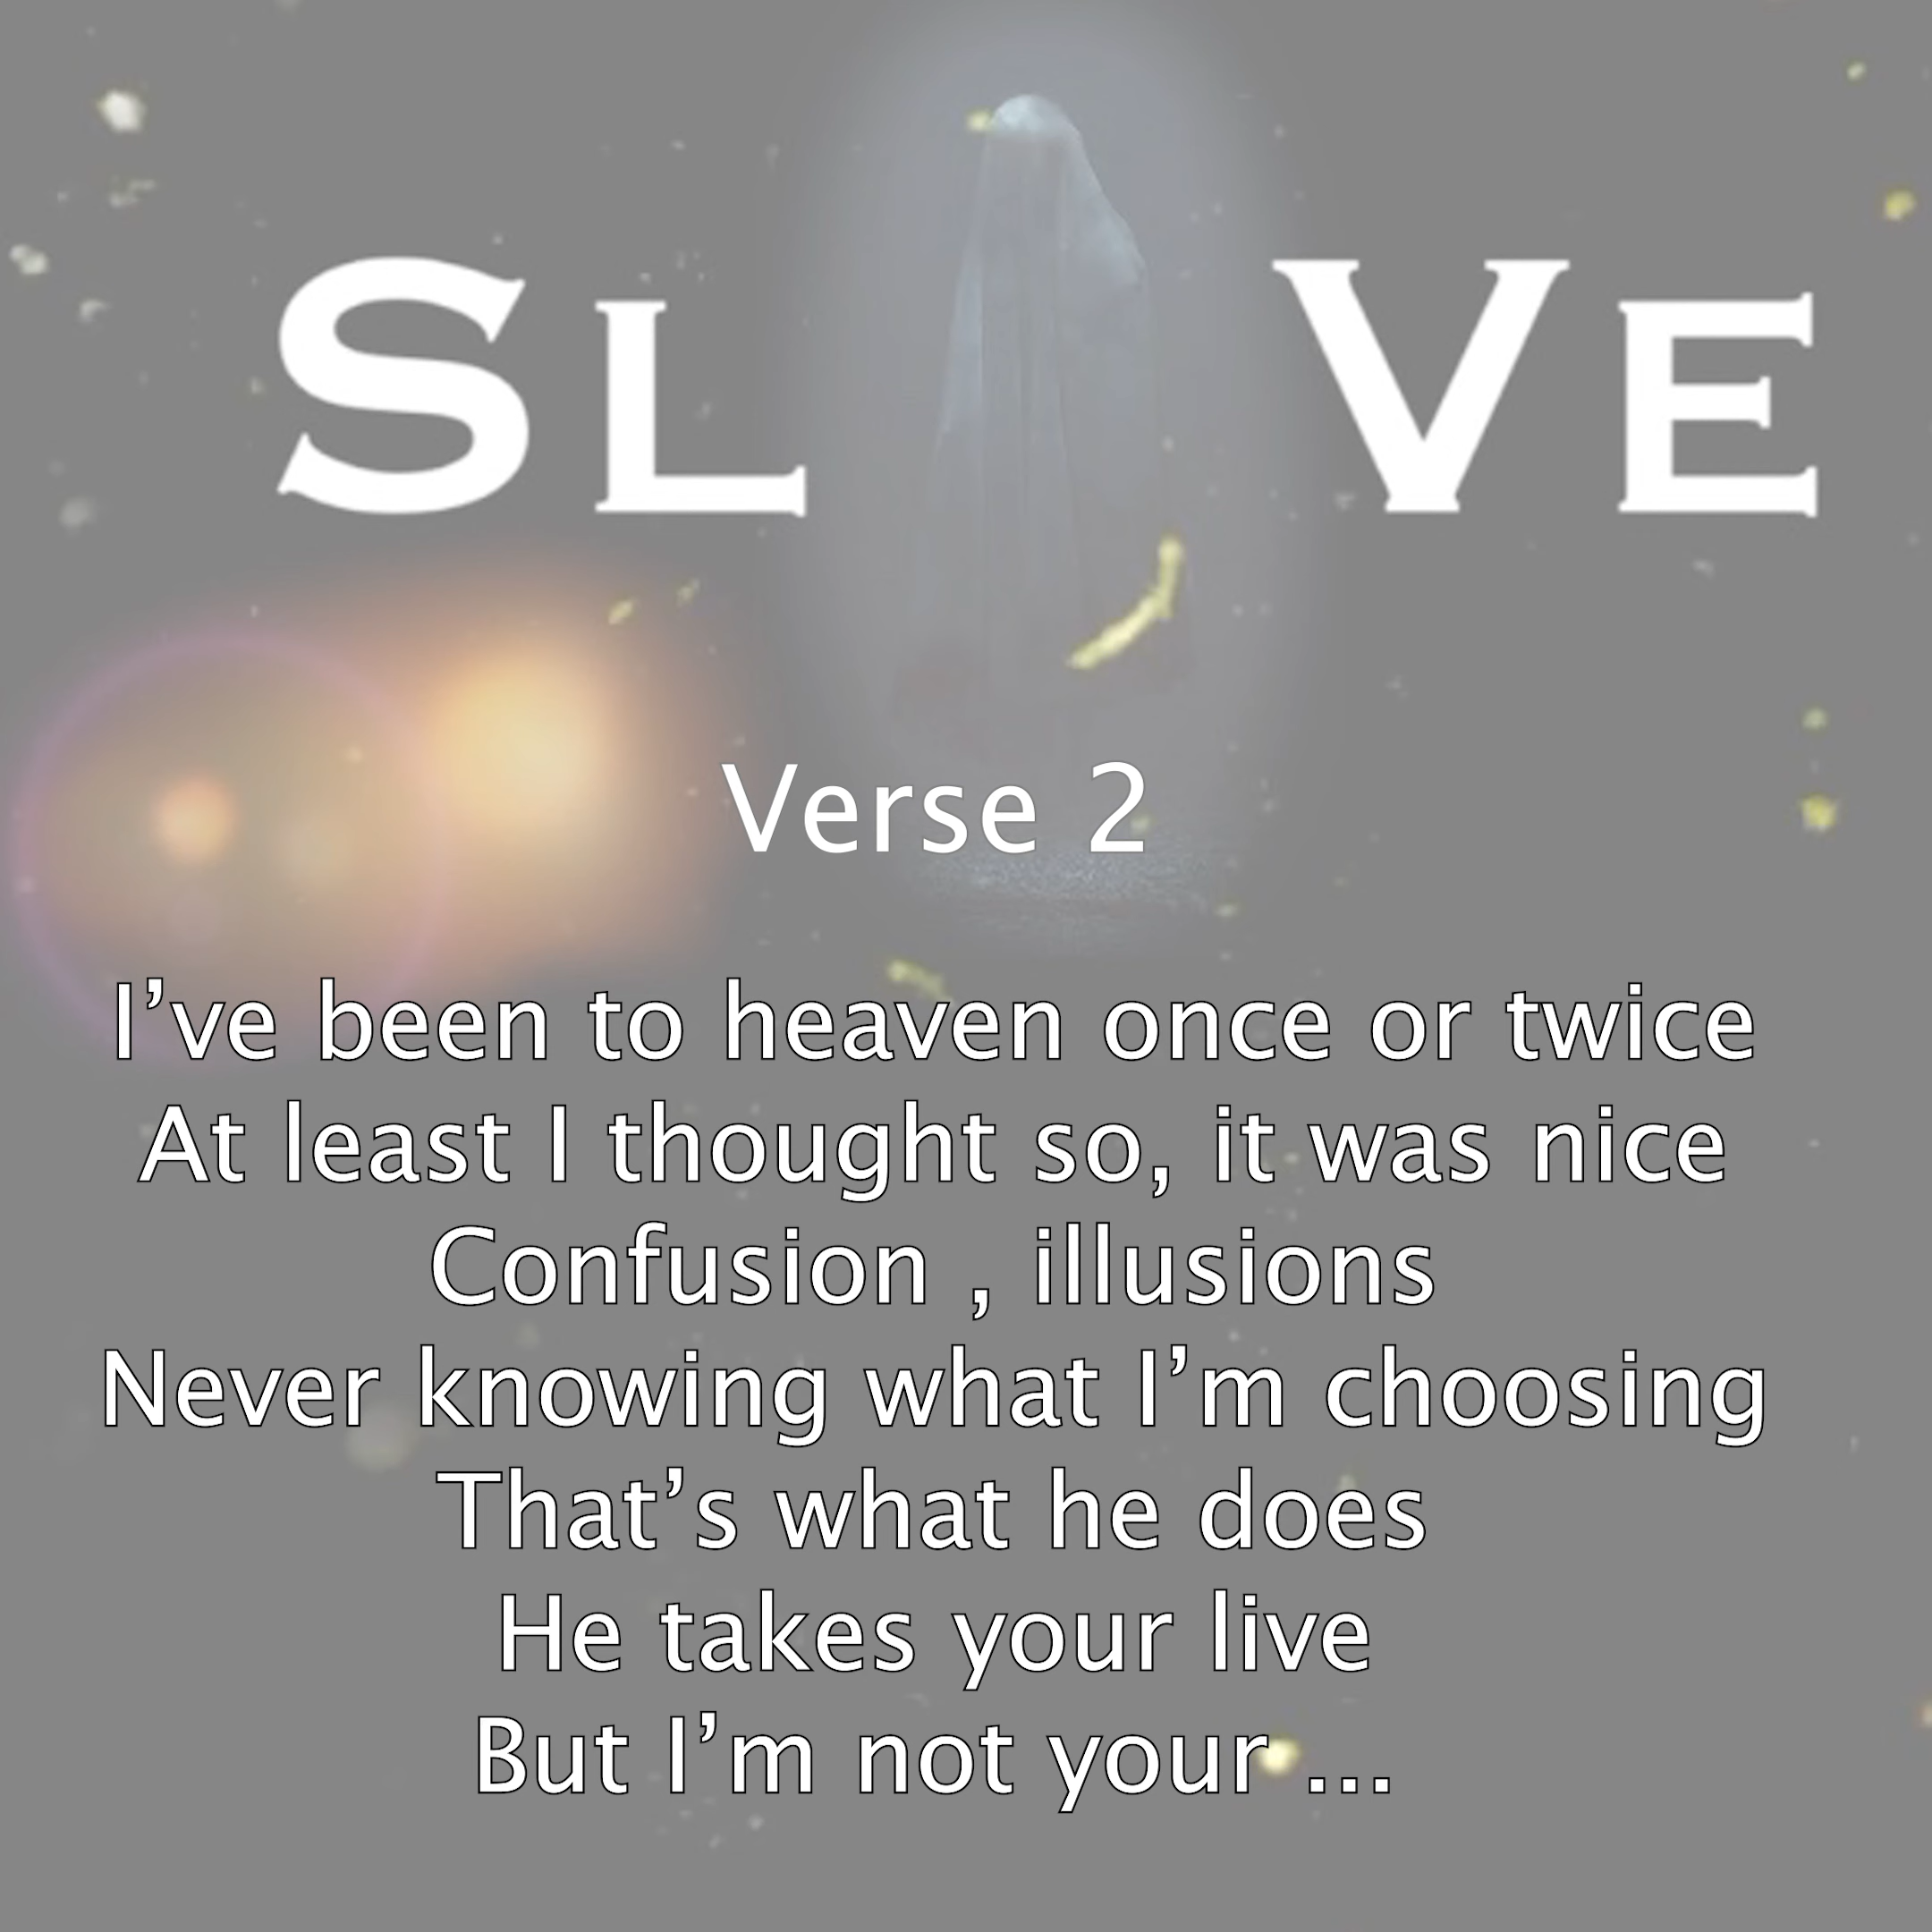 SL VE
Verse 2
I’ve been to heaven once or twice
At least I thought so, it was nice
Confusion , illusions
Never knowing what I’m choosing
That’s what he does
He takes your live
But I’m not your ...